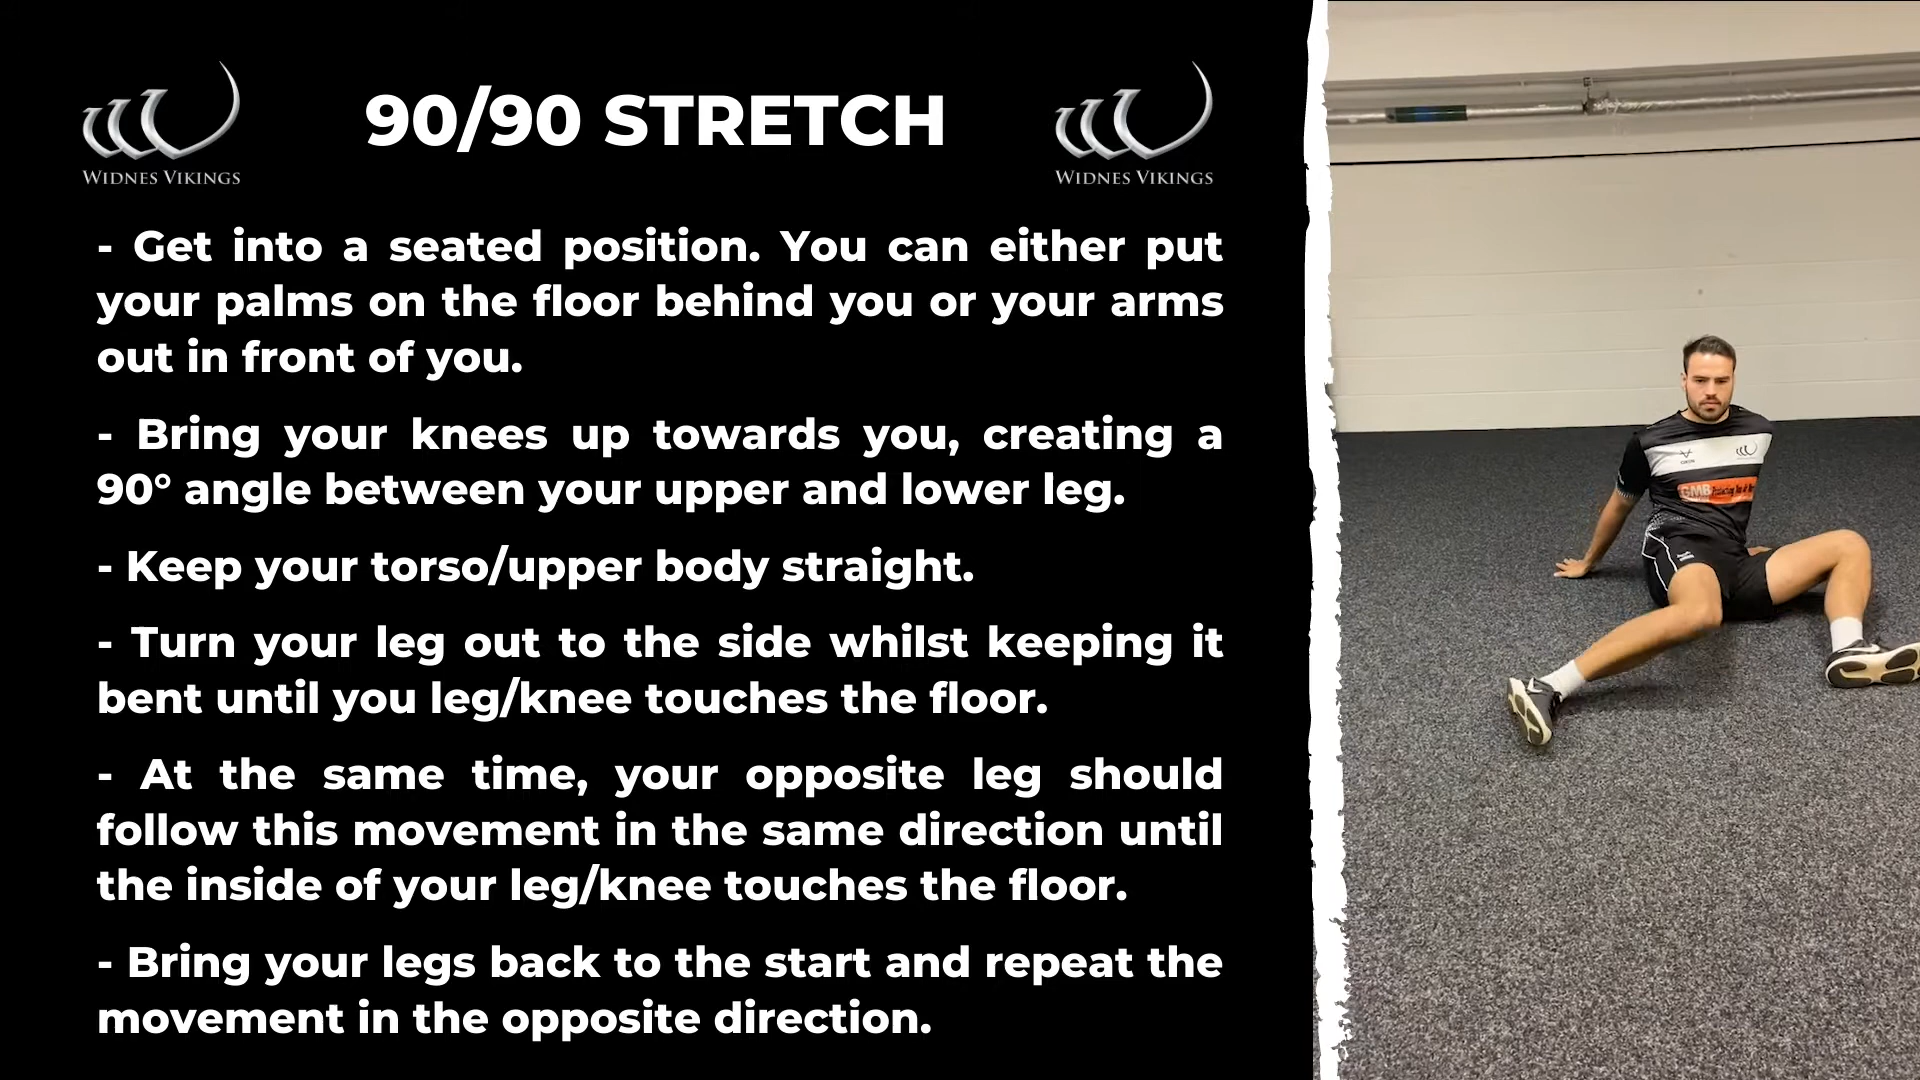 WIDNES VIKINGS
90/90 STRETCH
WIDNES VIKINGS
- Get into a seated position. You can either put
your palms on the floor behind you or your arms
out in front of you.
- Bring your knees up towards you, creating a
90° angle between your upper and lower leg.
- Keep your torso/upper body straight.
- Turn your leg out to the side whilst keeping it
bent until you leg/knee touches the floor.
- At the same time, your opposite leg should
follow this movement in the same direction until
the inside of your leg/knee touches the floor.
- Bring your legs back to the start and repeat the
movement in the opposite direction.
GMB